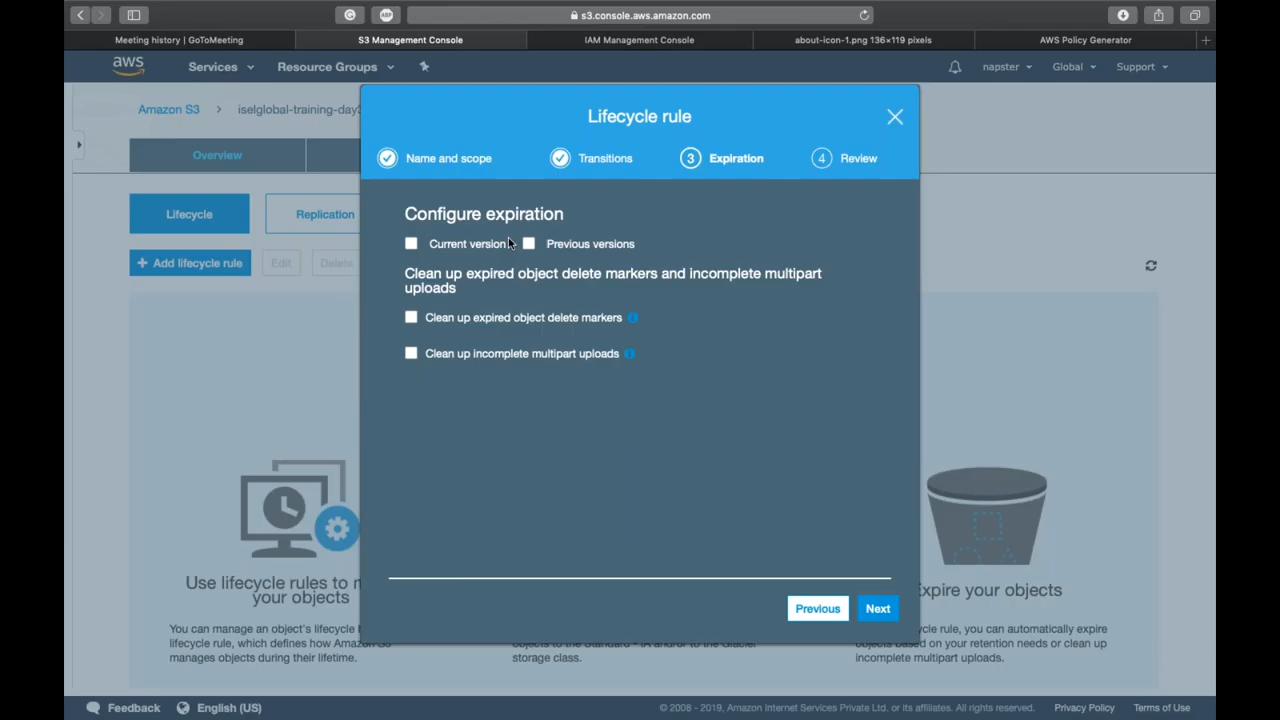 s3.console.aws.amazon.com
Meeting history | GoToMeeting
S3 Management Console
IAM Management Console
about-icon-1.png 136×119 pixels
AWS Policy Generator
aws
Services
Resource Groups
napster
Global
Support
Amazon S3
iselglobal-training-day
Overview
Lifecycle
Replication
+ Add lifecycle rule
Edit
Delete
Lifecycle rule
Name and scope
Transitions
3 Expiration
4 Review
Configure expiration
Current version
Previous versions
Clean up expired object delete markers and incomplete multipart
uploads
Clean up expired object delete markers
Clean up incomplete multipart uploads
Previous
Next
Use lifecycle rules to
your objects
You can manage an object's lifecycle
lifecycle rule, which defines how Amazon
manages objects during their lifetime.
objects to the Standard - IA and/or to the Glacier
storage class.
Expire your objects
rule, you can automatically expire
objects based on your retention needs or clean up
incomplete multipart uploads.
Feedback
English (US)
© 2008 - 2019, Amazon Internet Services Private Ltd. or its affiliates. All rights reserved.
Privacy Policy
Terms of Use